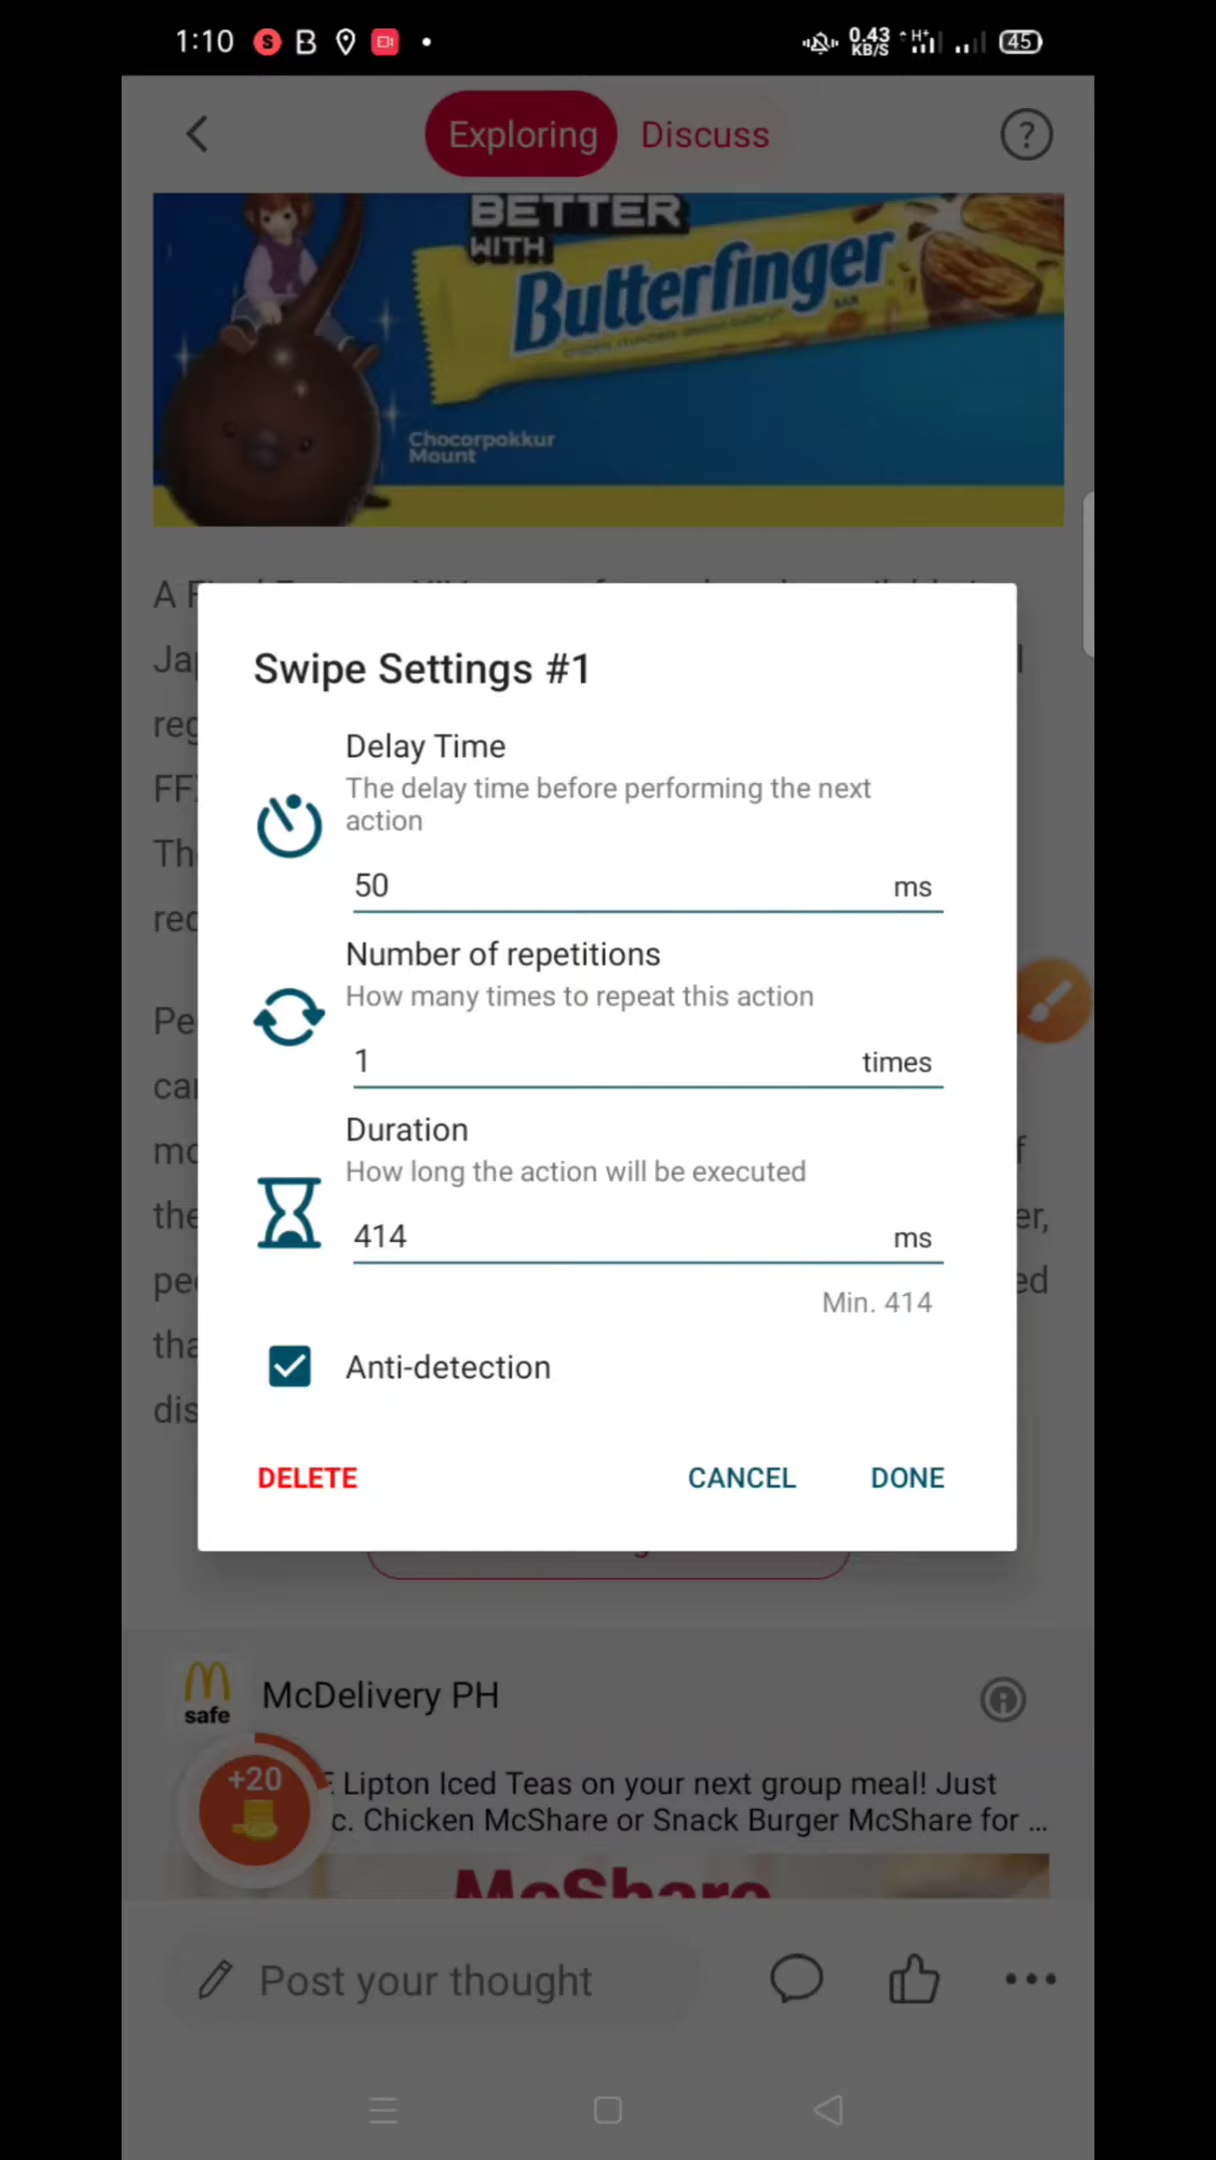 1:10
0.43
KB/S
H+
45
Exploring
Discuss
BETTER
WITH
Butterfinger
BAR
Chocorpokkur
Mount
Swipe Settings #1
Delay Time
The delay time before performing the next
action
50 ms
Number of repetitions
How many times to repeat this action
1 times
Duration
How long the action will be executed
414 ms
Min. 414
Anti-detection
DELETE
CANCEL
DONE
safe
McDelivery PH
+20
Lipton Iced Teas on your next group meal! Just
c. Chicken McShare or Snack Burger McShare for ...
McShare
Post your thought